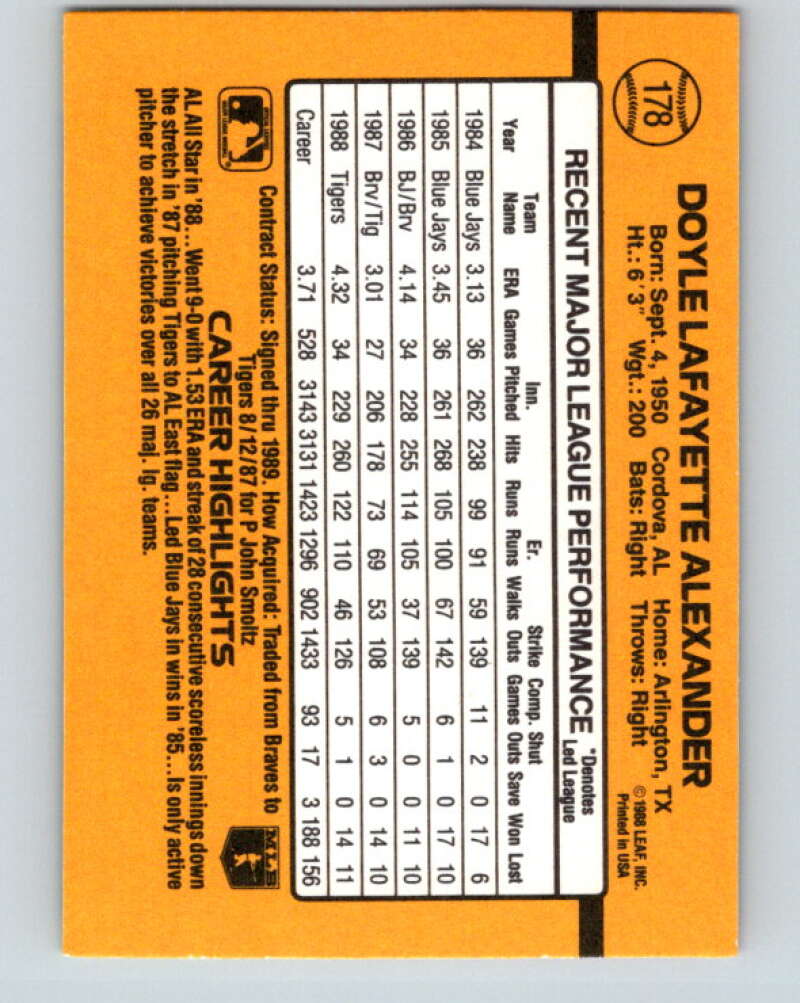 178
DOYLE LAFAYETTE ALEXANDER
Born: Sept. 4, 1950 Cordova, AL Home: Arlington, TX
Ht.: 6'3" Wgt.: 200 Bats: Right Throws: Right
©1988 LEAF, INC.
Printed in USA
RECENT MAJOR LEAGUE PERFORMANCE
*Denotes
Led League
Team Inn. Er. Strike Comp. Shut
Year Name ERA Games Pitched Hits Runs Runs Walks Outs Games Outs Save Won Lost
1984 Blue Jays 3.13 36 262 238 99 91 59 139 11 2 0 17 6
1985 Blue Jays 3.45 36 261 268 105 100 67 142 6 1 0 17 10
1986 BJ/Brv 4.14 34 228 255 114 105 37 139 5 0 0 11 10
1987 Brv/Tig 3.01 27 206 178 73 69 53 108 6 3 0 14 10
1988 Tigers 4.32 34 229 260 122 110 46 126 5 1 0 14 11
Career 3.71 528 3143 3131 1423 1296 902 1433 93 17 3 188 156
Contract Status: Signed thru 1989. How Acquired: Traded from Braves to
Tigers 8/12/87 for P John Smoltz
MLB
CAREER HIGHLIGHTS
AL All Star in '88...Went 9-0 with 1.53 ERA and streak of 28 consecutive scoreless innings down
the stretch in '87 pitching Tigers to AL East flag...Led Blue Jays in wins in '85...Is only active
pitcher to achieve victories over all 26 maj. lg. teams.